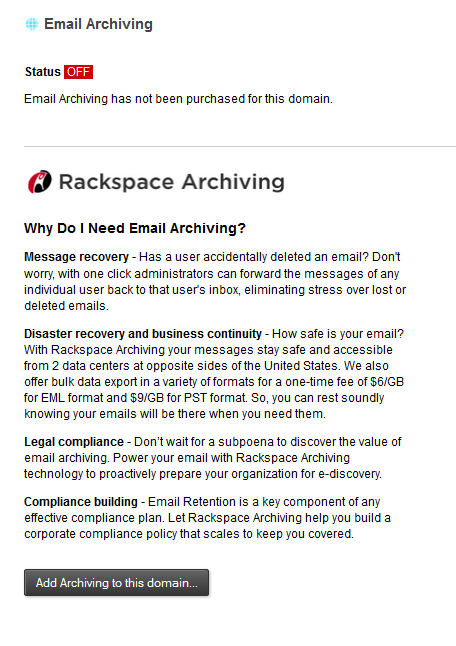 Email Archiving
Status OFF
Email Archiving has not been purchased for this domain.
Rackspace Archiving
Why Do I Need Email Archiving?
Message recovery - Has a user accidentally deleted an email? Don't
worry, with one click administrators can forward the messages of any
individual user back to that user's inbox, eliminating stress over lost or
deleted emails.
Disaster recovery and business continuity - How safe is your email?
With Rackspace Archiving your messages stay safe and accessible
from 2 data centers at opposite sides of the United States. We also
offer bulk data export in a variety of formats for a one-time fee of $6/GB
for EML format and $9/GB for PST format. So, you can rest soundly
knowing your emails will be there when you need them.
Legal compliance - Don’t wait for a subpoena to discover the value of
email archiving. Power your email with Rackspace Archiving
technology to proactively prepare your organization for e-discovery.
Compliance building - Email Retention is a key component of any
effective compliance plan. Let Rackspace Archiving help you build a
corporate compliance policy that scales to keep you covered.
Add Archiving to this domain...